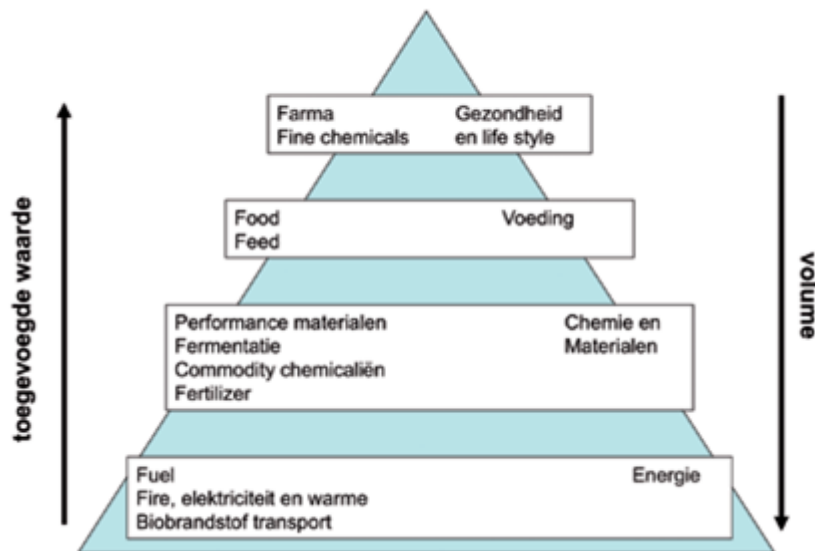 Farma Gezondheid
Fine chemicals en life style
Food Voeding
Feed
Performance materialen Chemie en
Fermentatie Materialen
Commodity chemicaliën
Fertilizer
Fuel Energie
Fire, elektriciteit en warme
Biobrandstof transport
toegevoegde waarde
volume